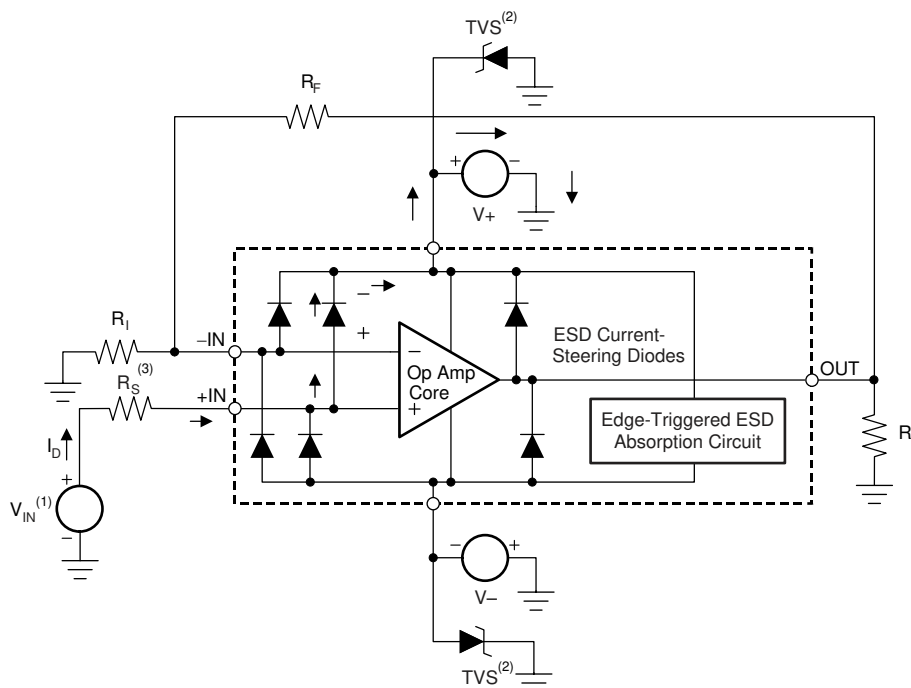 TVS(2)
RF
+ −
V+
RI
−IN
−
+
−
Op Amp
Core
+
ESD Current-
Steering Diodes
OUT
RS(3)
+IN
Edge-Triggered ESD
Absorption Circuit
R
ID
+
VIN(1)
−
− +
V−
TVS(2)